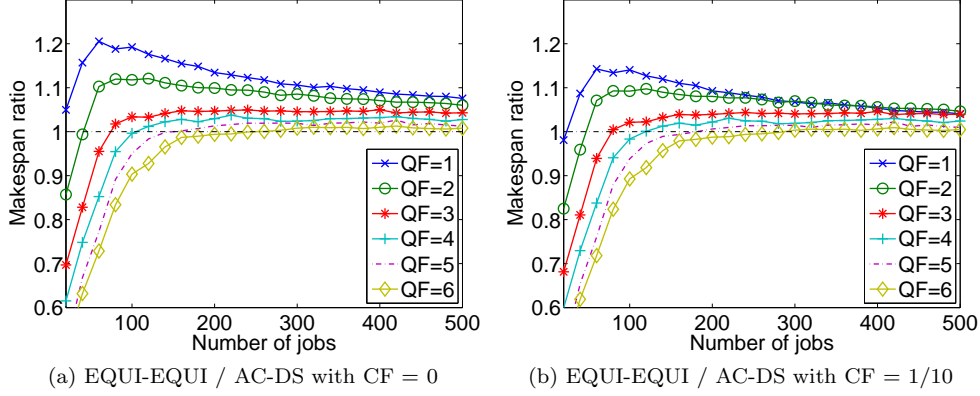 Makespan ratio
1.2
1.1
1
0.9
0.8
0.7
0.6
100
200
300
400
500
Number of jobs
QF=1
QF=2
QF=3
QF=4
QF=5
QF=6
(a) EQUI-EQUI / AC-DS with CF = 0
Makespan ratio
1.2
1.1
1
0.9
0.8
0.7
0.6
100
200
300
400
500
Number of jobs
QF=1
QF=2
QF=3
QF=4
QF=5
QF=6
(b) EQUI-EQUI / AC-DS with CF = 1/10